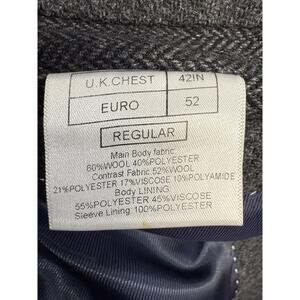 U.K.CHEST 42IN
EURO 52
REGULAR
Main Body fabric:
60%WOOL 40%POLYESTER
Contrast Fabric:52%WOOL
21%POLYESTER 17%VISCOSE 10%POLYAMIDE
Body LINING
55%POLYESTER 45%VISCOSE
Sleeve Lining 100%POLYESTER